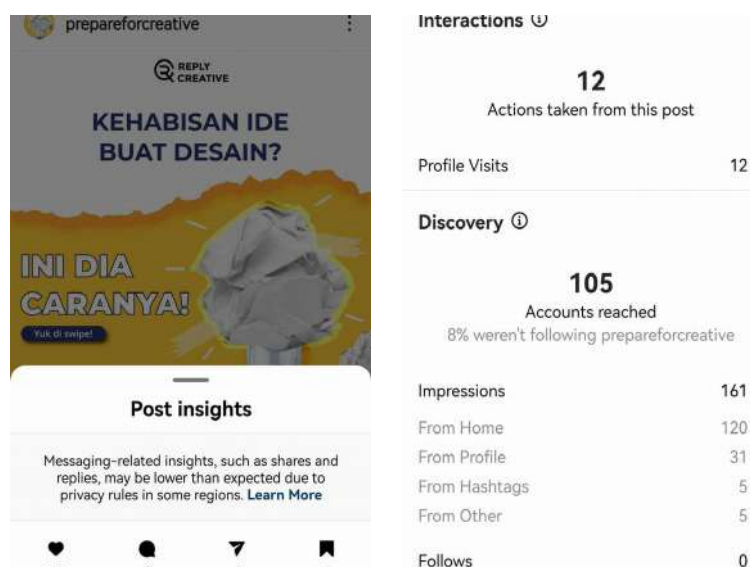 prepareforcreative
REPLY
CREATIVE
KEHABISAN IDE
BUAT DESAIN?
INI DIA
CARANYA!
Yuk di swipe!
Post insights
Messaging-related insights, such as shares and
replies, may be lower than expected due to
privacy rules in some regions. Learn More
Interactions
12
Actions taken from this post
Profile Visits 12
Discovery
105
Accounts reached
8% weren't following prepareforcreative
Impressions 161
From Home 120
From Profile 31
From Hashtags 5
From Other 5
Follows 0